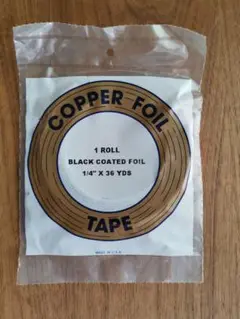 COPPER FOIL
1 ROLL
BLACK COATED FOIL
1/4" X 36 YDS
TAPE